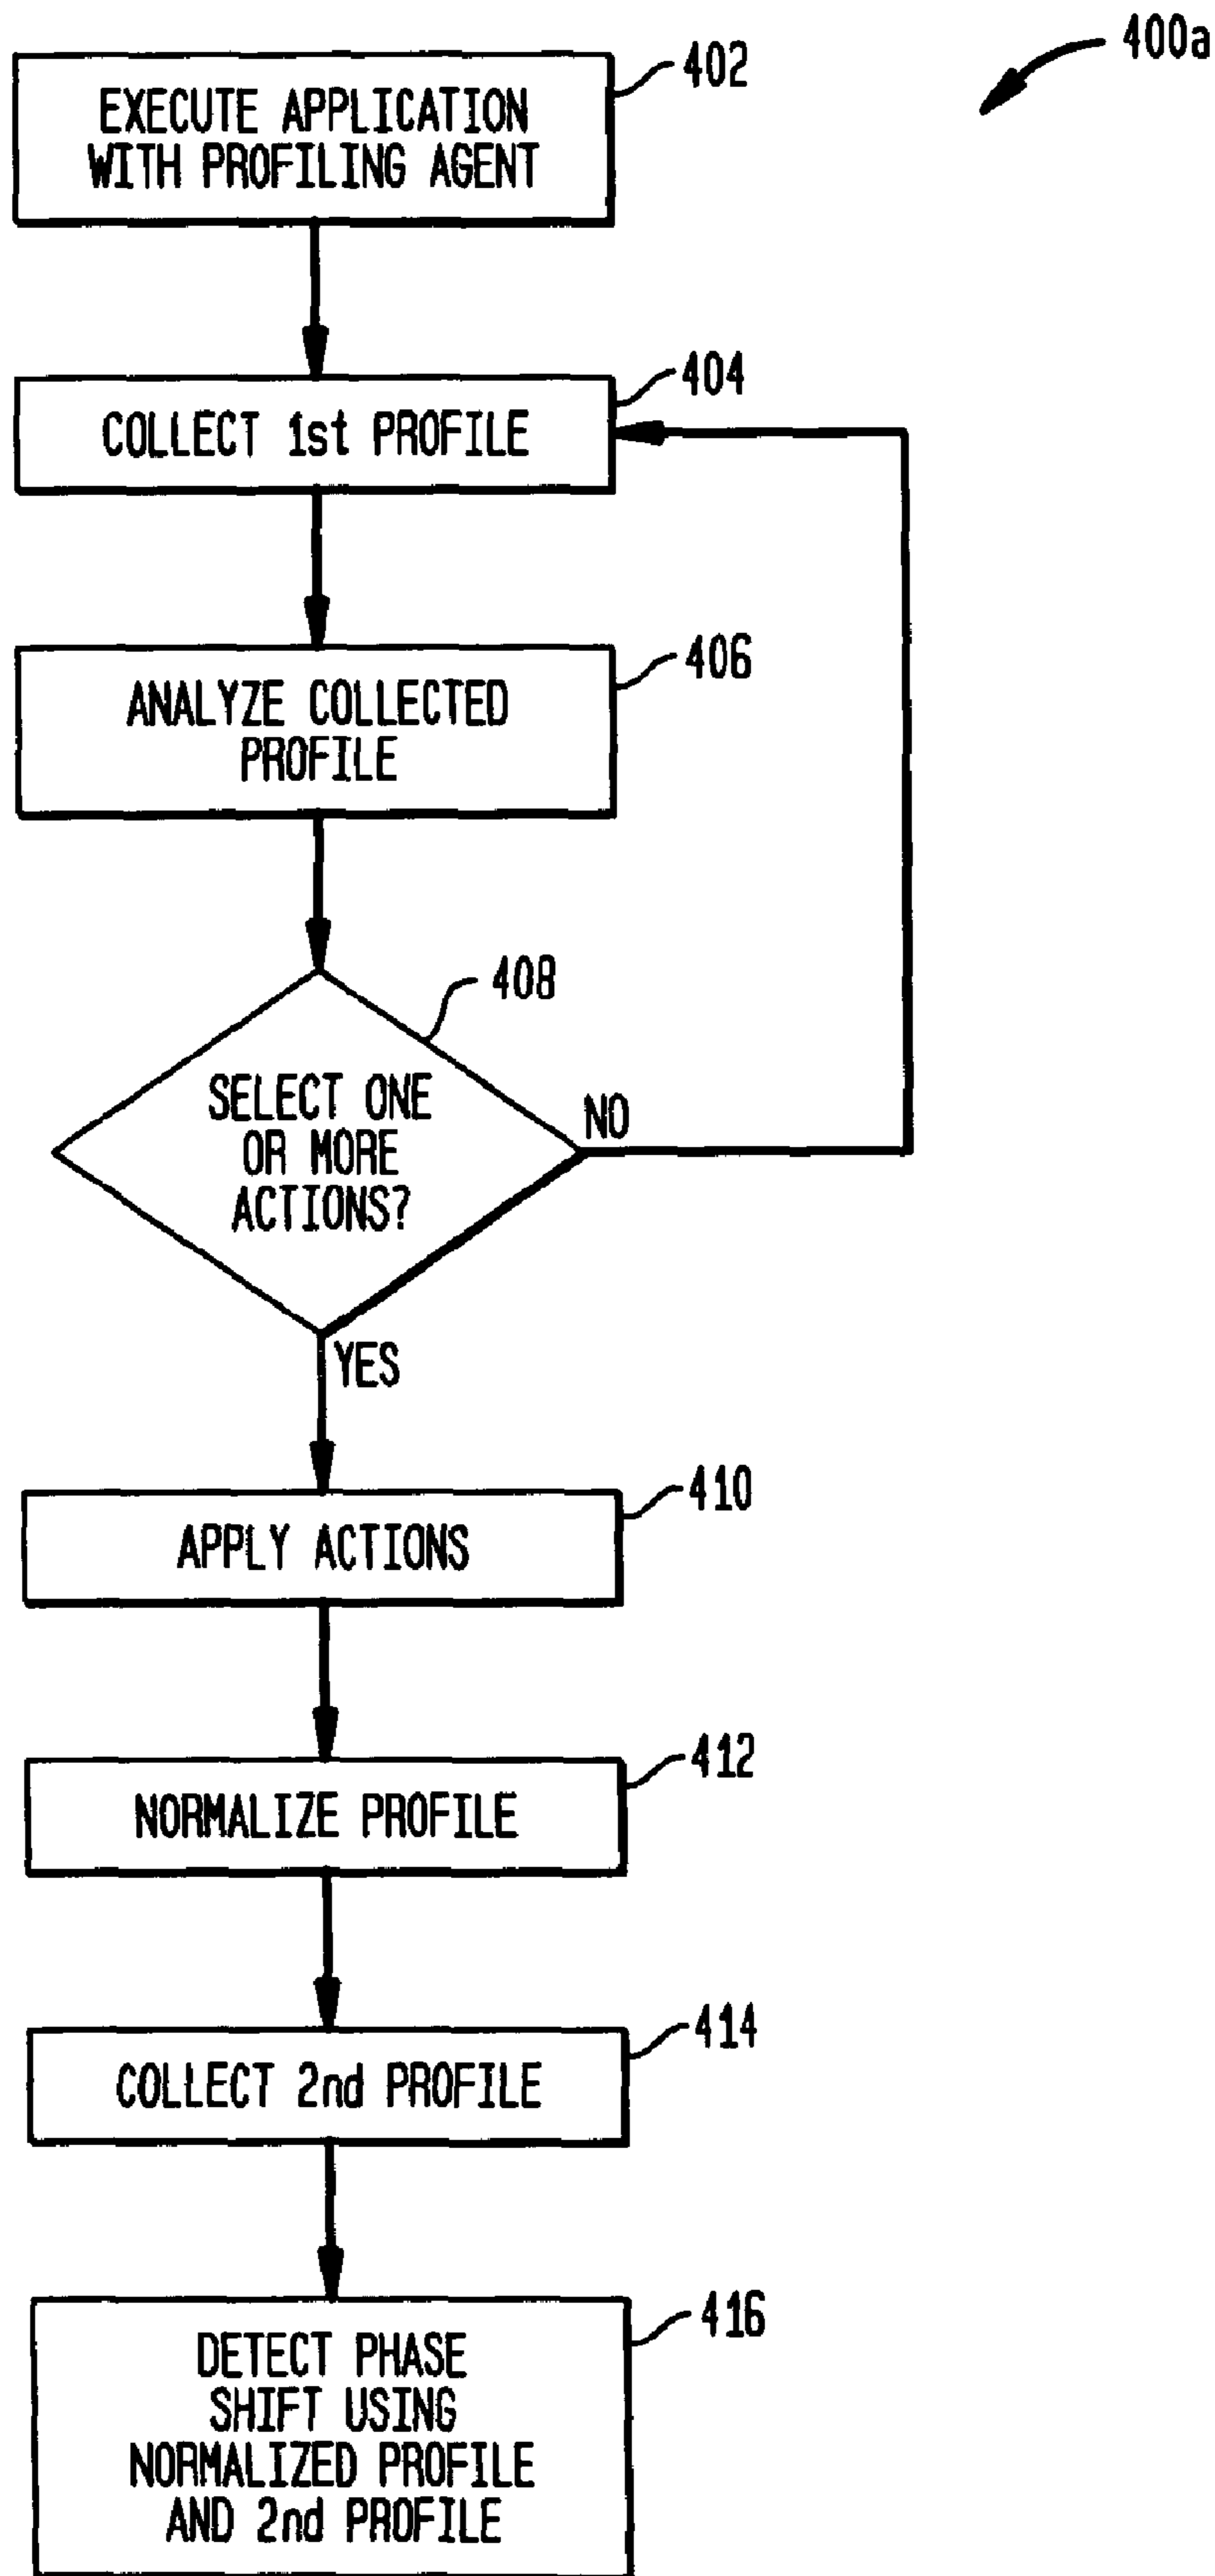 400a
402
EXECUTE APPLICATION
WITH PROFILING AGENT
404
COLLECT 1st PROFILE
406
ANALYZE COLLECTED
PROFILE
408
SELECT ONE
OR MORE
ACTIONS?
NO
YES
410
APPLY ACTIONS
412
NORMALIZE PROFILE
414
COLLECT 2nd PROFILE
416
DETECT PHASE
SHIFT USING
NORMALIZED PROFILE
AND 2nd PROFILE